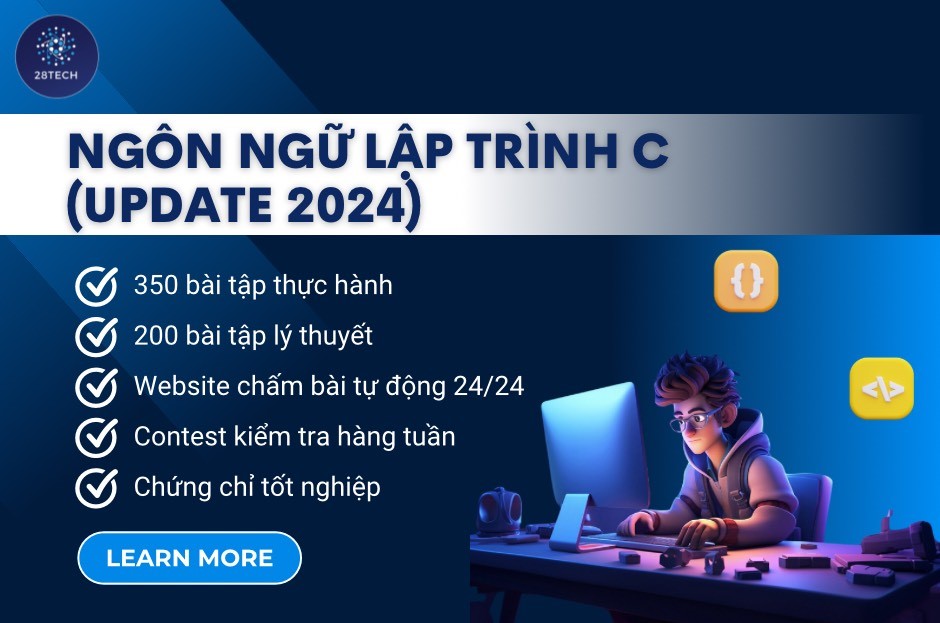 28TECH
NGÔN NGỮ LẬP TRÌNH C
(UPDATE 2024)
350 bài tập thực hành
200 bài tập lý thuyết
Website chấm bài tự động 24/24
Contest kiểm tra hàng tuần
Chứng chỉ tốt nghiệp
LEARN MORE
{}
</>